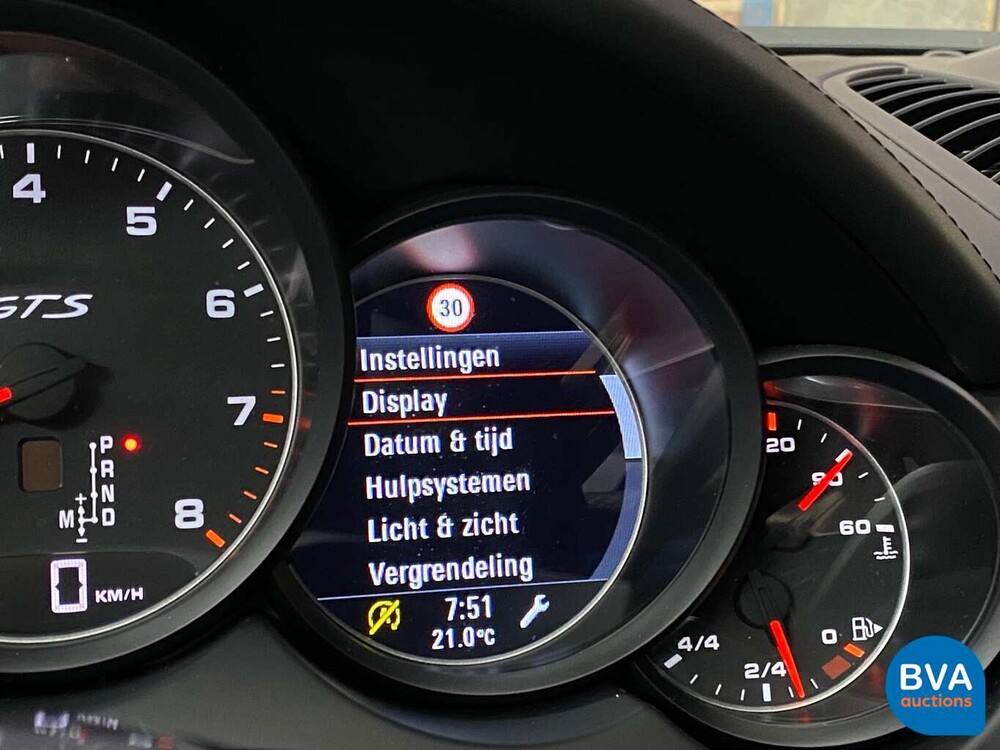 4
5
6
7
8
GTS
P
R
N
M D
+
-
0 KM/H
30
Instellingen
Display
Datum & tijd
Hulpsystemen
Licht & zicht
Vergrendeling
7:51
21.0°C
90
60
4/4
2/4
0
BVA
auctions